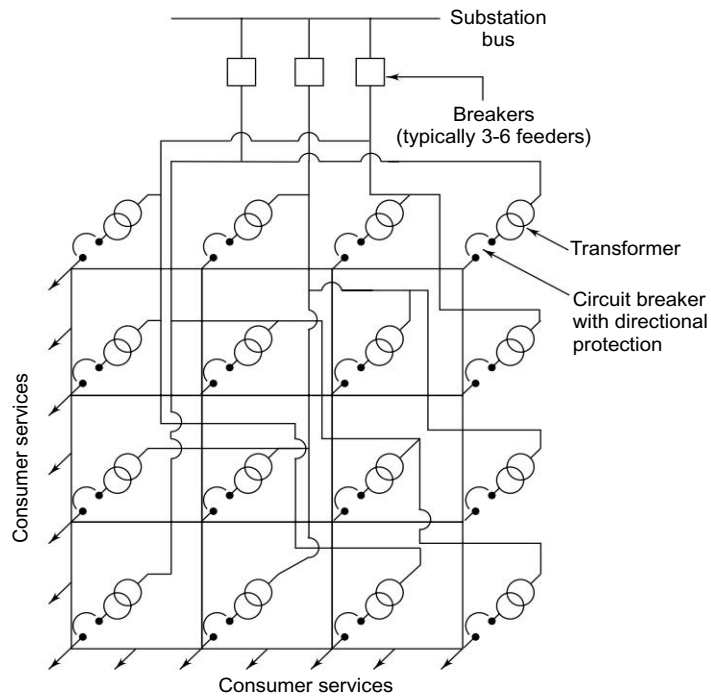 Substation
bus
Breakers
(typically 3-6 feeders)
Transformer
Circuit breaker
with directional
protection
Consumer services
Consumer services